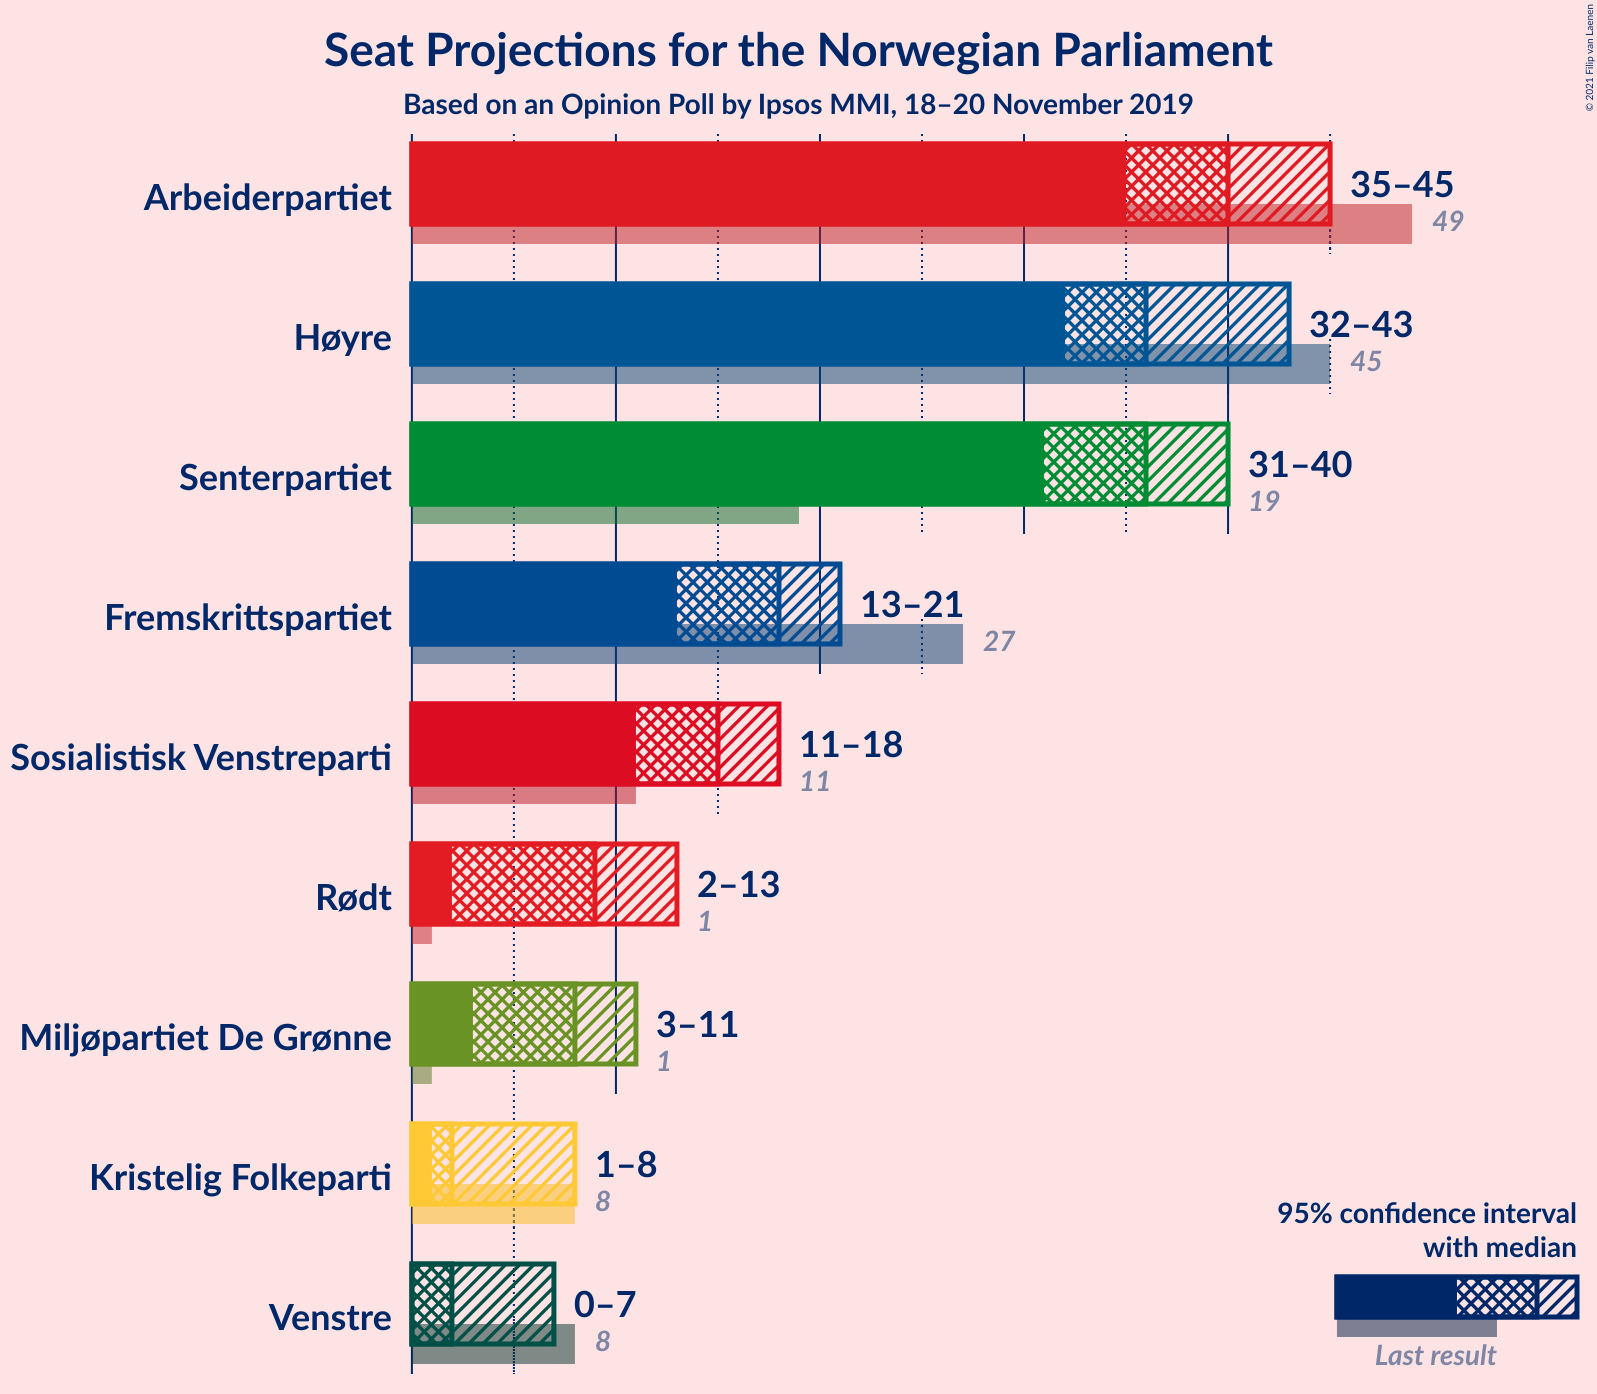 Seat Projections for the Norwegian Parliament
Based on an Opinion Poll by Ipsos MMI, 18–20 November 2019
© 2021 Filip van Laenen
Arbeiderpartiet
35–45
49
Høyre
32–43
45
Senterpartiet
31–40
19
Fremskrittspartiet
13–21
27
Sosialistisk Venstreparti
11–18
11
Rødt
2–13
1
Miljøpartiet De Grønne
3–11
1
Kristelig Folkeparti
1–8
8
Venstre
0–7
8
95% confidence interval
with median
Last result